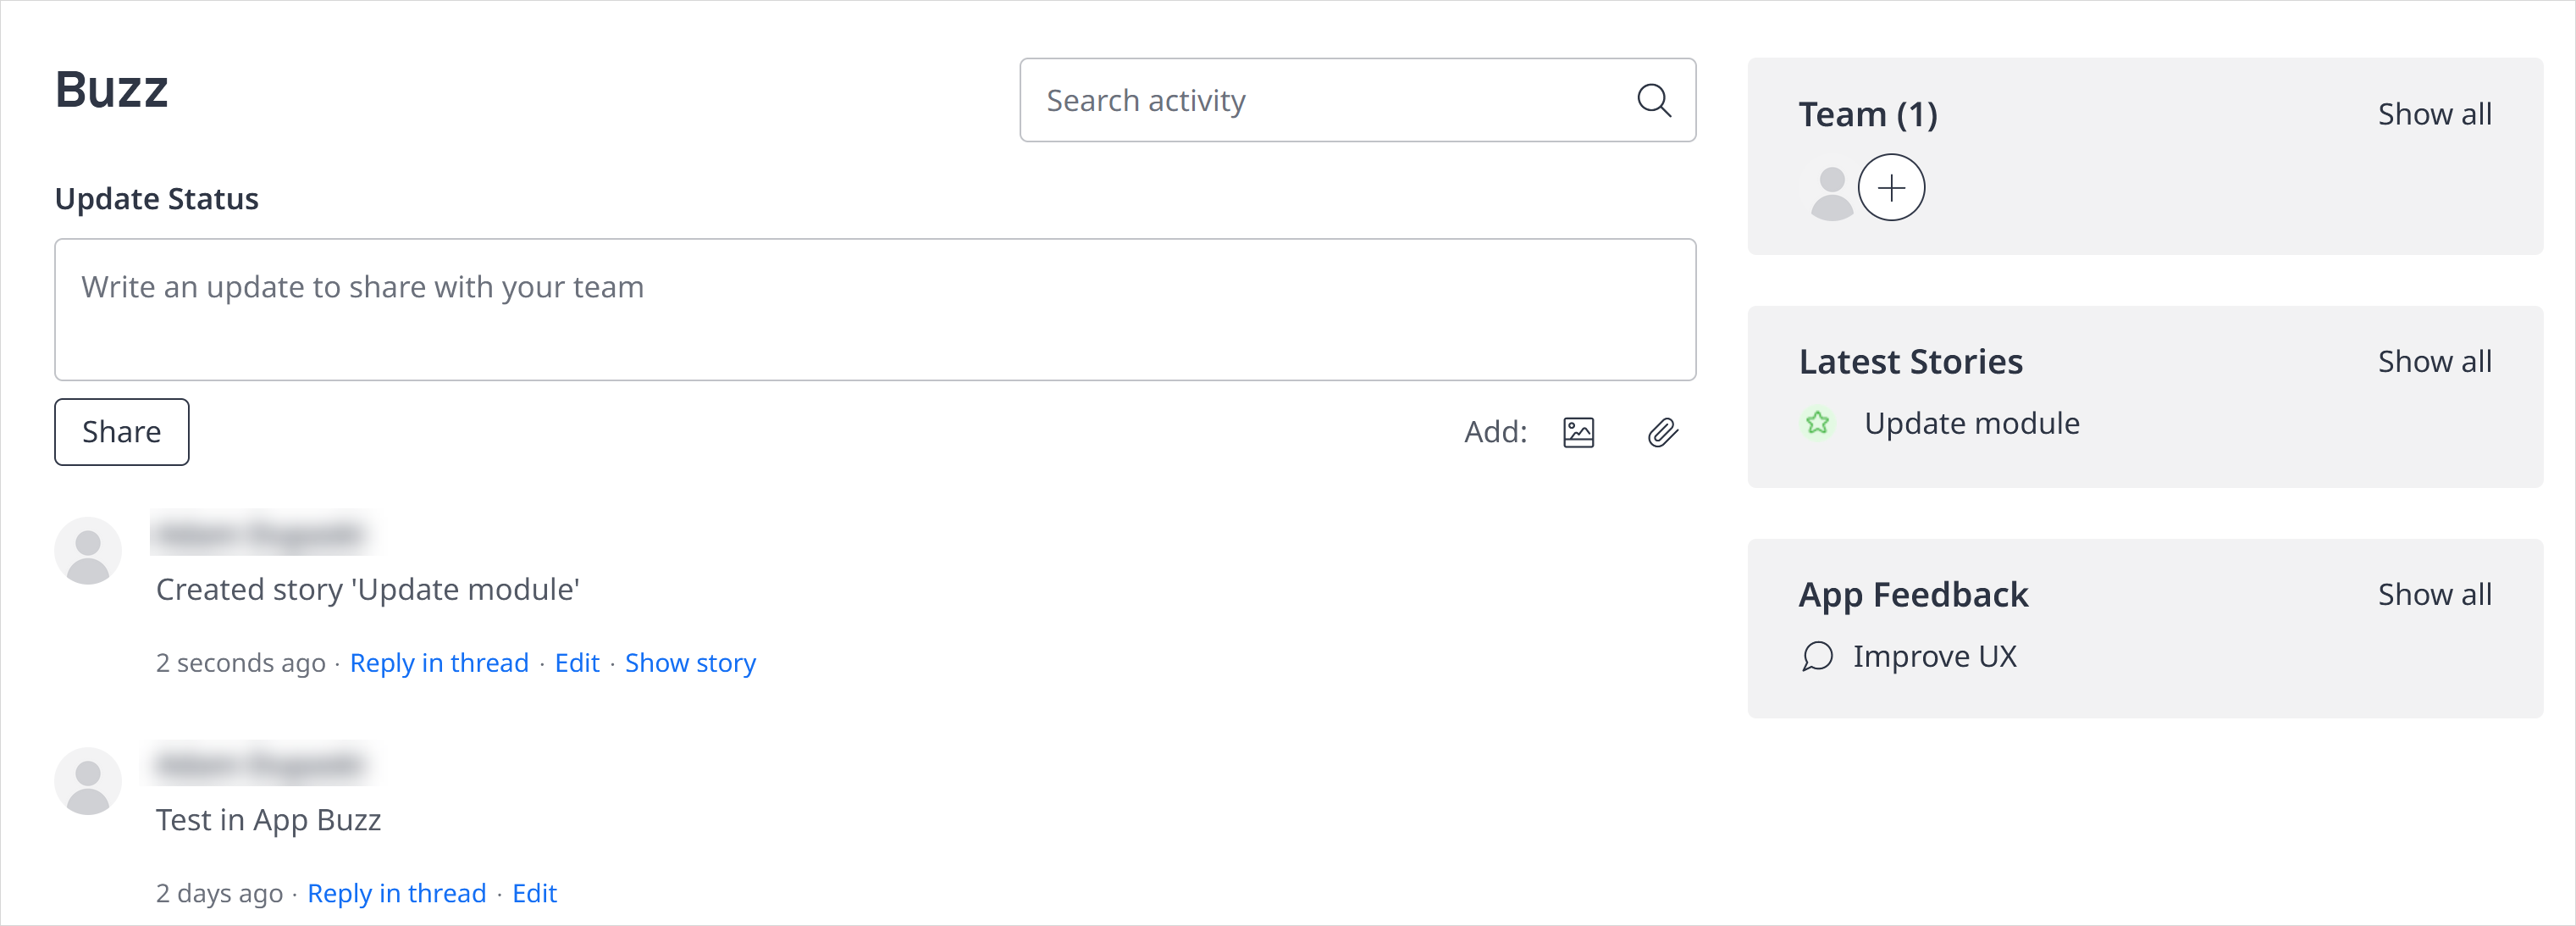 Buzz
Search activity
Update Status
Write an update to share with your team
Share
Add:
Created story 'Update module'
2 seconds ago · Reply in thread · Edit · Show story
Test in App Buzz
2 days ago · Reply in thread · Edit
Team (1)
Show all
Latest Stories
Show all
Update module
App Feedback
Show all
Improve UX